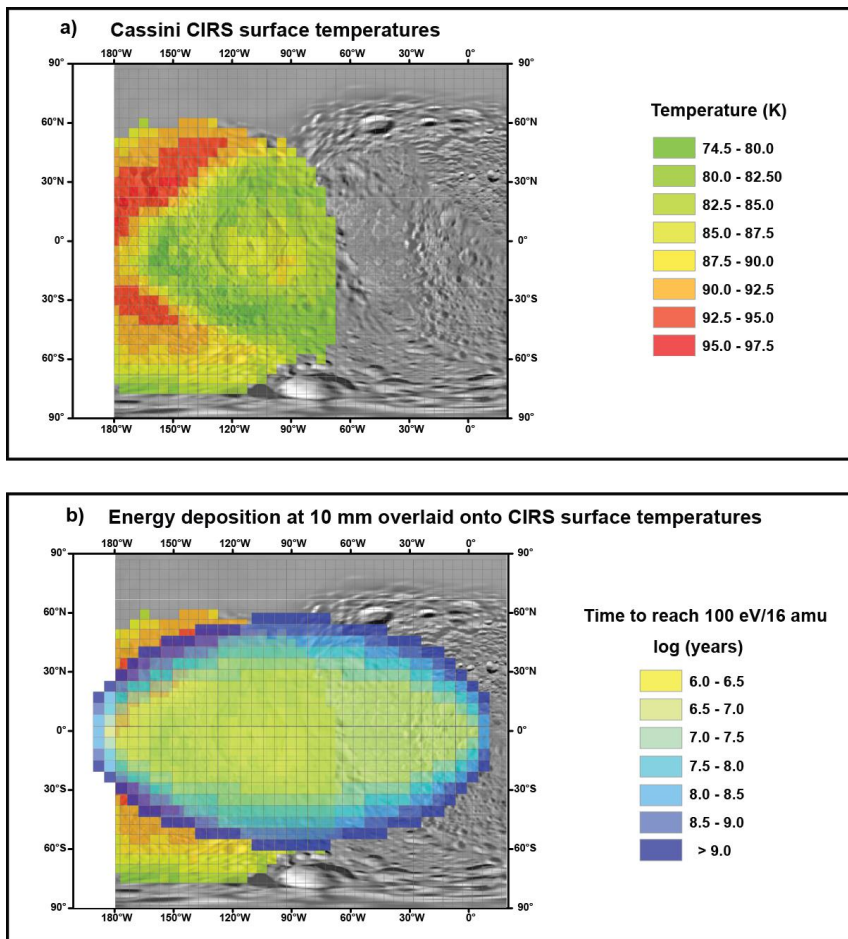 a) Cassini CIRS surface temperatures
180°W 150°W 120°W 90°W 60°W 30°W 0°
90° 90°
60°N 60°N
30°N 30°N
0° 0°
30°S 30°S
60°S 60°S
90° 90°
180°W 150°W 120°W 90°W 60°W 30°W 0°
Temperature (K)
74.5 - 80.0
80.0 - 82.50
82.5 - 85.0
85.0 - 87.5
87.5 - 90.0
90.0 - 92.5
92.5 - 95.0
95.0 - 97.5
b) Energy deposition at 10 mm overlaid onto CIRS surface temperatures
180°W 150°W 120°W 90°W 60°W 30°W 0°
90° 90°
60°N 60°N
30°N 30°N
0° 0°
30°S 30°S
60°S 60°S
90° 90°
180°W 150°W 120°W 90°W 60°W 30°W 0°
Time to reach 100 eV/16 amu
log (years)
6.0 - 6.5
6.5 - 7.0
7.0 - 7.5
7.5 - 8.0
8.0 - 8.5
8.5 - 9.0
> 9.0